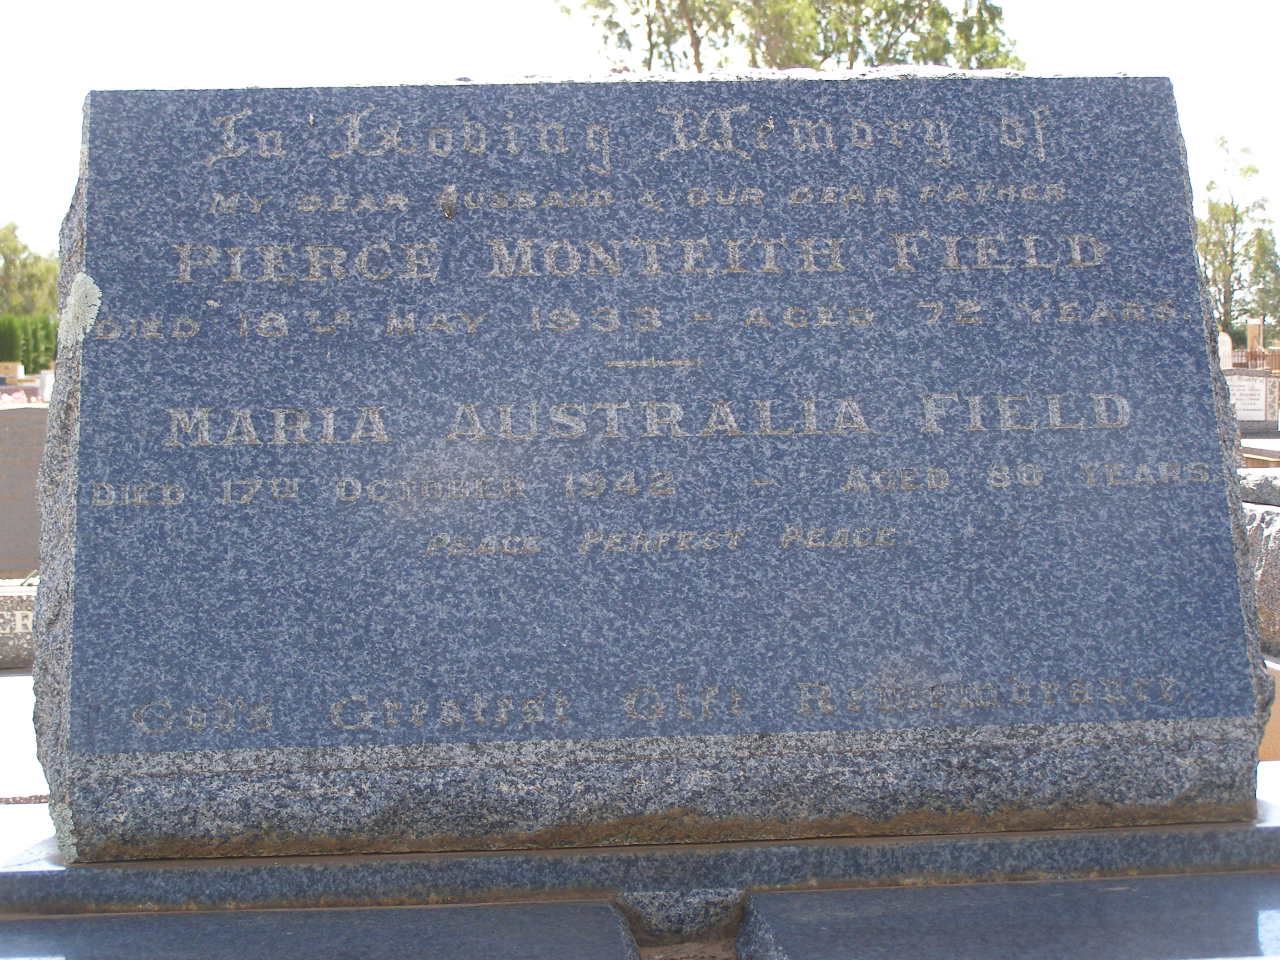 In Loving Memory of
MY DEAR HUSBAND & OUR DEAR FATHER
PIERCE MONTEITH FIELD
DIED MAY 1933 - AGED 72 YEARS
MARIA AUSTRALIA FIELD
DIED 17TH OCTOBER 1942 - AGED 80 YEARS
PEACE PERFECT PEACE.
God's Greatest Gift Remembrance.